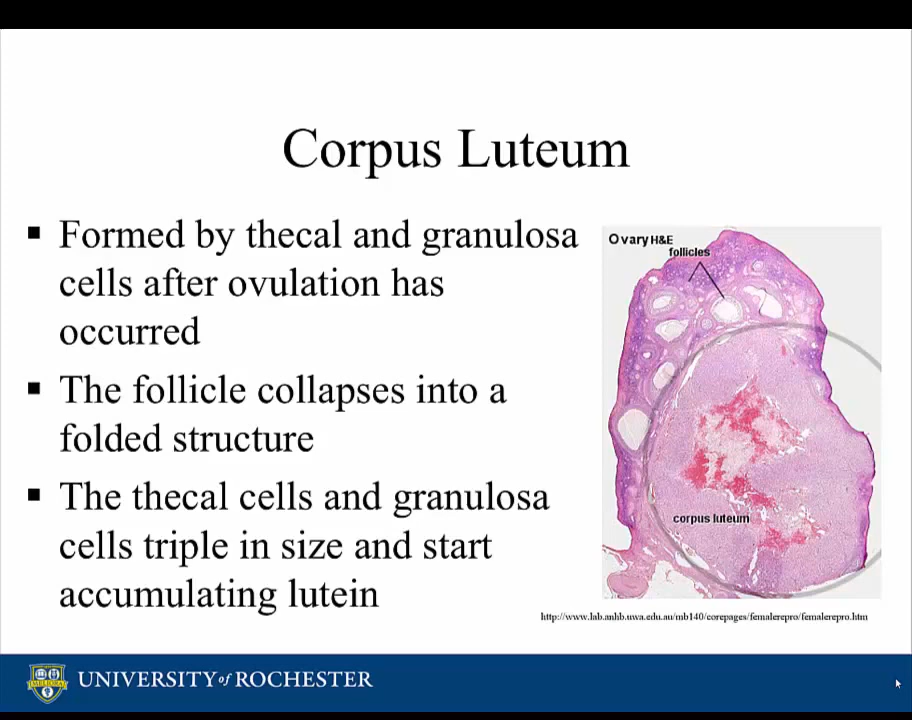 Corpus Luteum
▪ Formed by thecal and granulosa
cells after ovulation has
occurred
▪ The follicle collapses into a
folded structure
▪ The thecal cells and granulosa
cells triple in size and start
accumulating lutein
Ovary H&E
follicles
corpus luteum
http://www.lab.anhb.uwa.edu.au/mb140/corepages/femalerepro/femalerepro.htm
MELIORA
UNIVERSITY of ROCHESTER